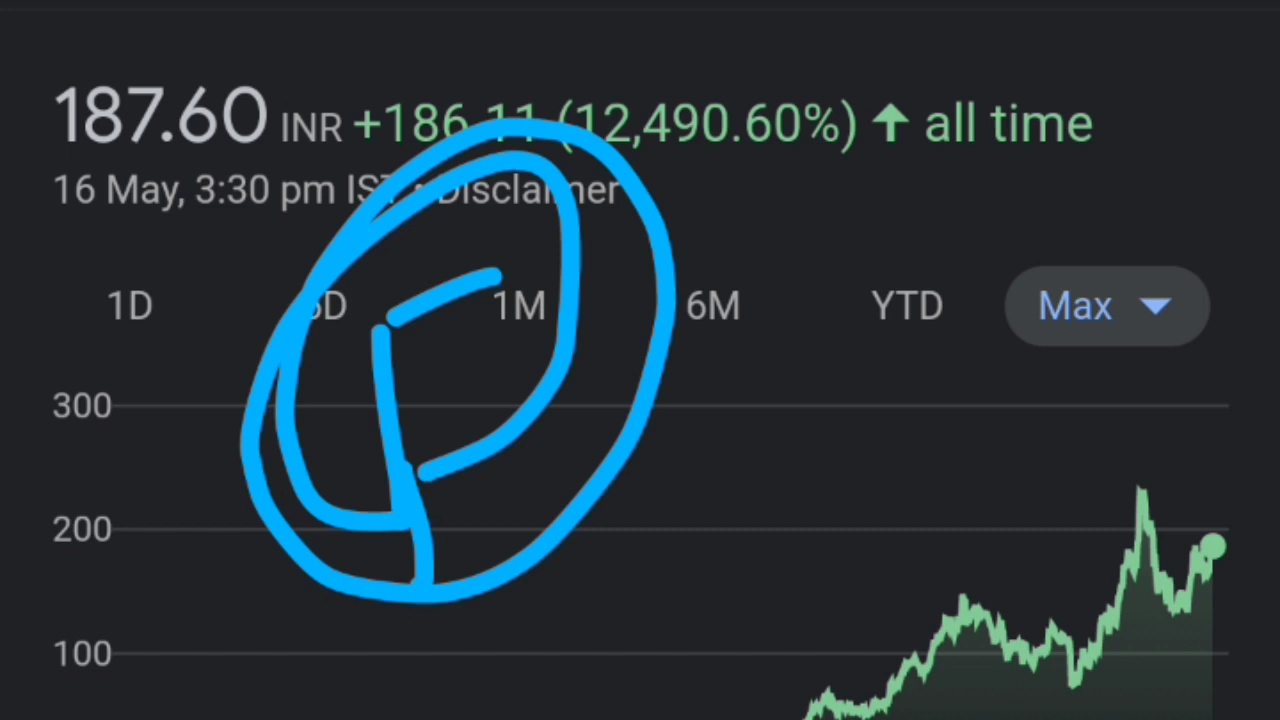 187.60 INR +186.11 (12,490.60%) ↑ all time
16 May, 3:30 pm IST • Disclaimer
1D 5D 1M 6M YTD Max
300
200
100